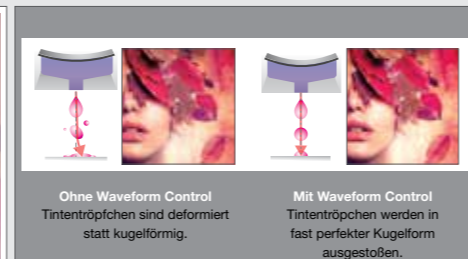 Ohne Waveform Control
Tintentröpfchen sind deformiert
statt kugelförmig.
Mit Waveform Control
Tintentröpchen werden in
fast perfekter Kugelform
ausgestoßen.